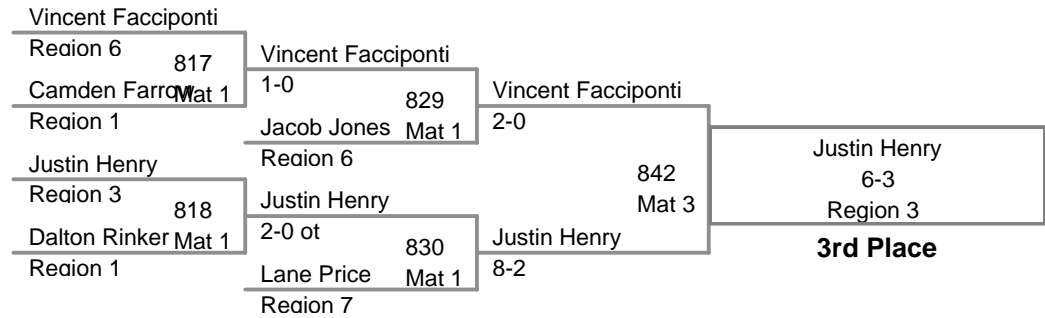 Vincent Facciponti
Region 6
817
Mat 1
Camden Farrow
Region 1
Justin Henry
Region 3
818
Mat 1
Dalton Rinker
Region 1
Vincent Facciponti
1-0
829
Mat 1
Jacob Jones
Region 6
Justin Henry
2-0 ot
830
Mat 1
Lane Price
Region 7
Vincent Facciponti
2-0
842
Mat 3
Justin Henry
8-2
Justin Henry
6-3
Region 3
3rd Place